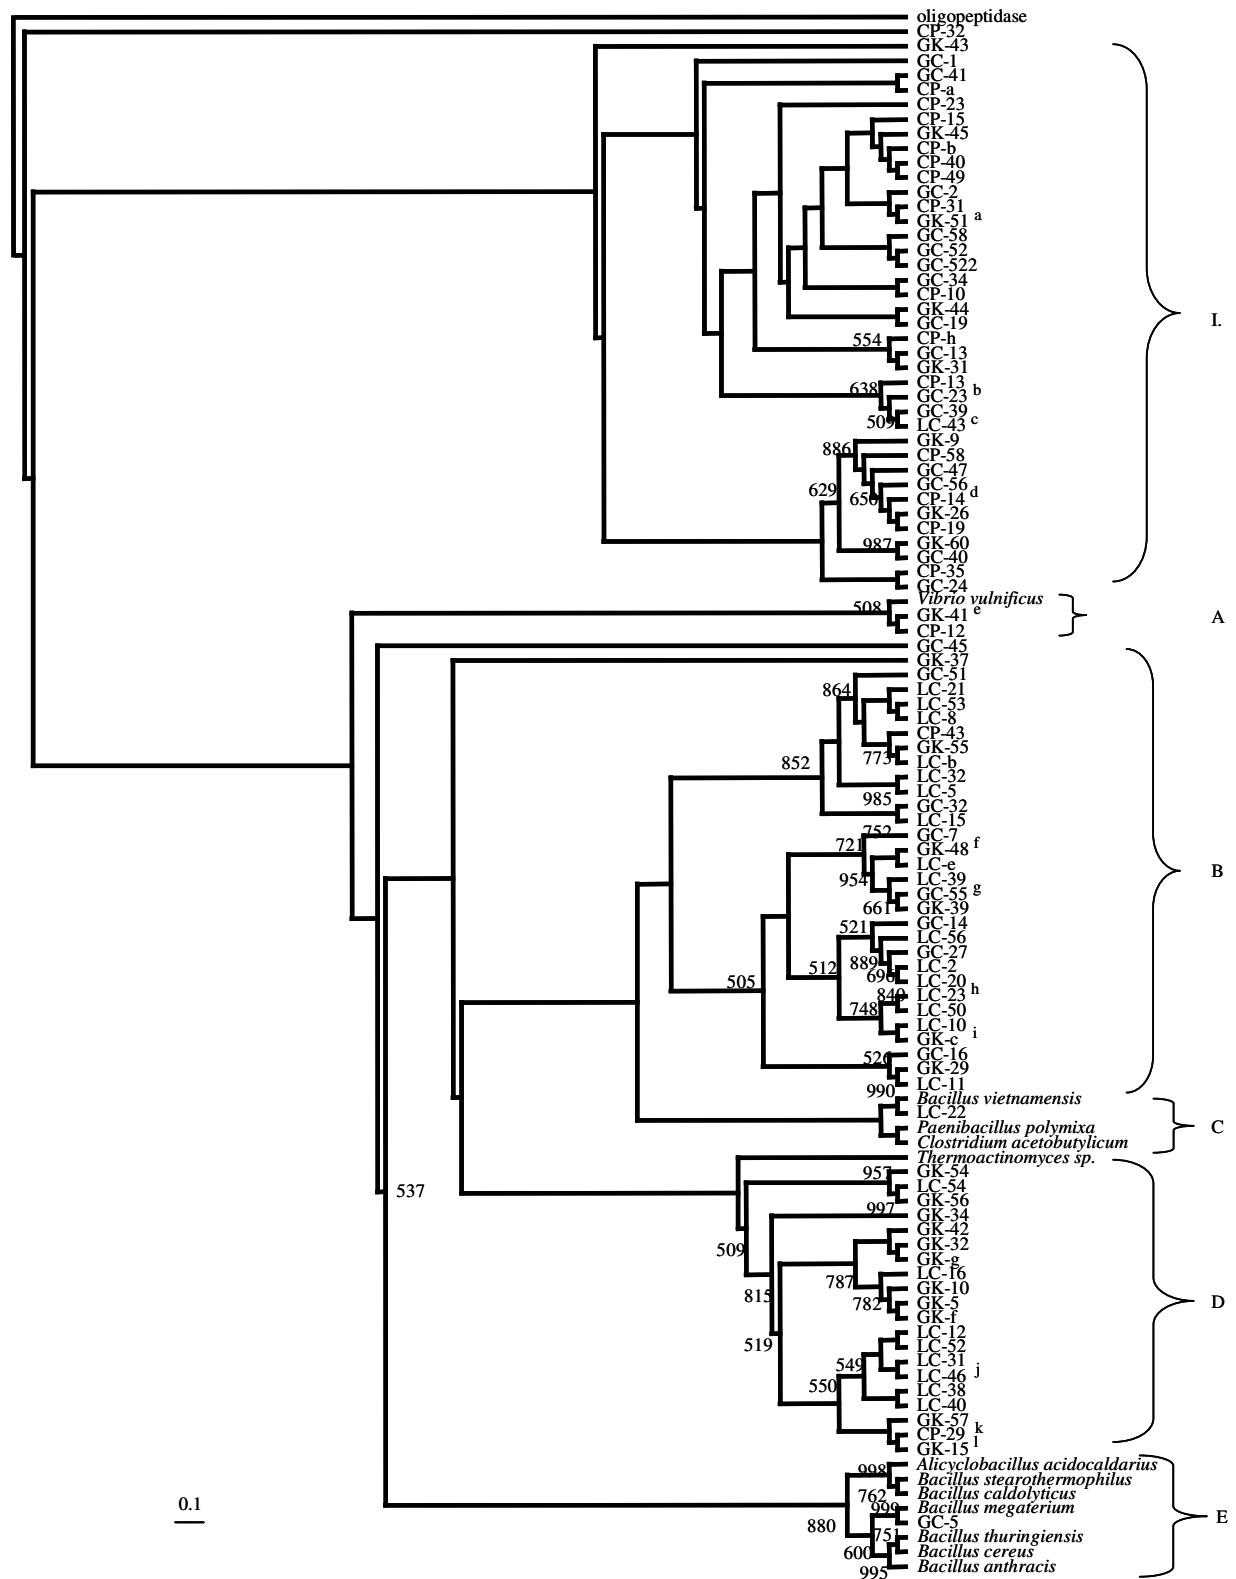 oligopeptidase
CP-32
GK-43
GC-1
GC-41
CP-a
CP-23
CP-15
GK-45
CP-b
CP-40
CP-49
GC-2
CP-31
GK-51 a
GC-58
GC-52
GC-522
GC-34
CP-10
GK-44
GC-19
I.
554 CP-h
GC-13
GK-31
638 CP-13
GC-23 b
GC-39
509 LC-43 c
886 GK-9
CP-58
GC-47
629 GC-56
650 CP-14 d
GK-26
CP-19
987 GK-60
GC-40
CP-35
GC-24
508 Vibrio vulnificus
GK-41 e
A
CP-12
GC-45
GK-37
GC-51
864 LC-21
LC-53
LC-8
CP-43
GK-55
852 773 LC-b
LC-32
LC-5
985 GC-32
LC-15
752 GC-7
721 GK-48 f
LC-e
B
954 LC-39
GC-55 g
661 GK-39
GC-14
521 LC-56
GC-27
512 889 LC-2
505 696 LC-20
840 LC-23 h
748 LC-50
LC-10
GK-c i
526 GC-16
GK-29
LC-11
990 Bacillus vietnamensis
LC-22
C
Paenibacillus polymixa
Clostridium acetobutylicum
Thermoactinomyces sp.
957 GK-54
LC-54
537
GK-56
997 GK-34
GK-42
509 GK-32
GK-g
LC-16
787 GK-10
815 782 GK-5
D
GK-f
LC-12
519 LC-52
549 LC-31
LC-46 j
550 LC-38
LC-40
GK-57
CP-29 k
GK-15 l
998 Alicyclobacillus acidocaldarius
Bacillus stearothermophilus
762 Bacillus caldolyticus
0.1
999 Bacillus megaterium
E
880 GC-5
751 Bacillus thuringiensis
600 Bacillus cereus
995 Bacillus anthracis